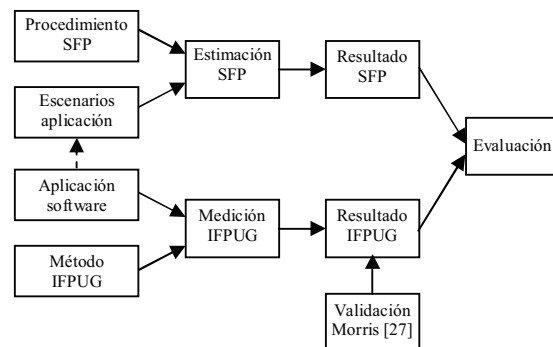 Procedimiento
SFP
Estimación
SFP
Resultado
SFP
Escenarios
aplicación
Evaluación
Aplicación
software
Medición
IFPUG
Resultado
IFPUG
Método
IFPUG
Validación
Morris [27]